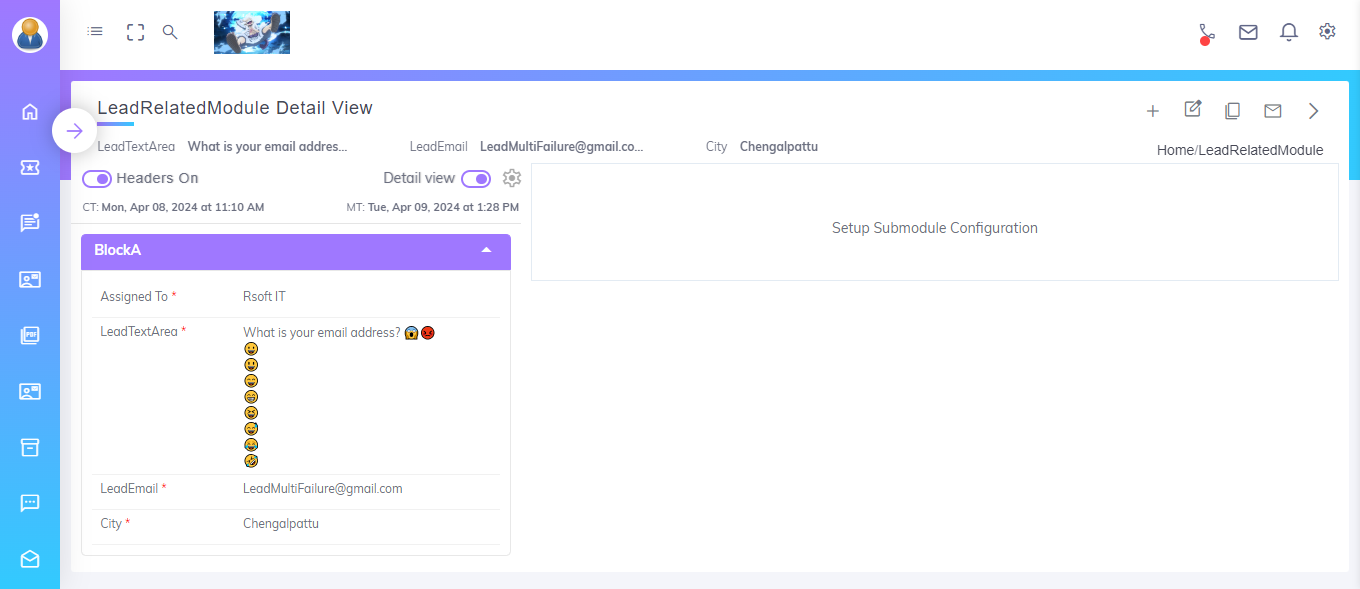 LeadRelatedModule Detail View
LeadTextArea What is your email addres... LeadEmail LeadMultiFailure@gmail.co... City Chengalpattu
Home/LeadRelatedModule
Headers On Detail view
CT: Mon, Apr 08, 2024 at 11:10 AM MT: Tue, Apr 09, 2024 at 1:28 PM
Setup Submodule Configuration
BlockA
Assigned To * Rsoft IT
LeadTextArea * What is your email address? 😱😡
😀
😃
😄
😁
😆
😅
😂
🤣
LeadEmail * LeadMultiFailure@gmail.com
City * Chengalpattu
PDF